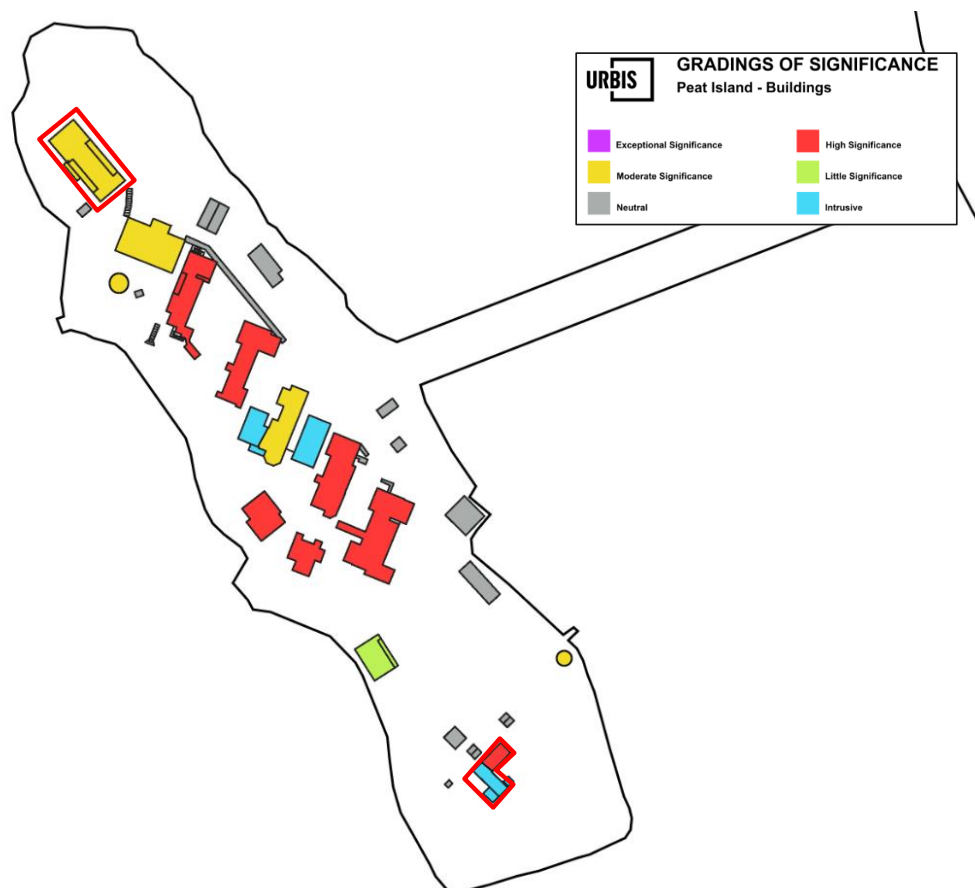 URBIS
GRADINGS OF SIGNIFICANCE
Peat Island - Buildings
Exceptional Significance
High Significance
Moderate Significance
Little Significance
Neutral
Intrusive